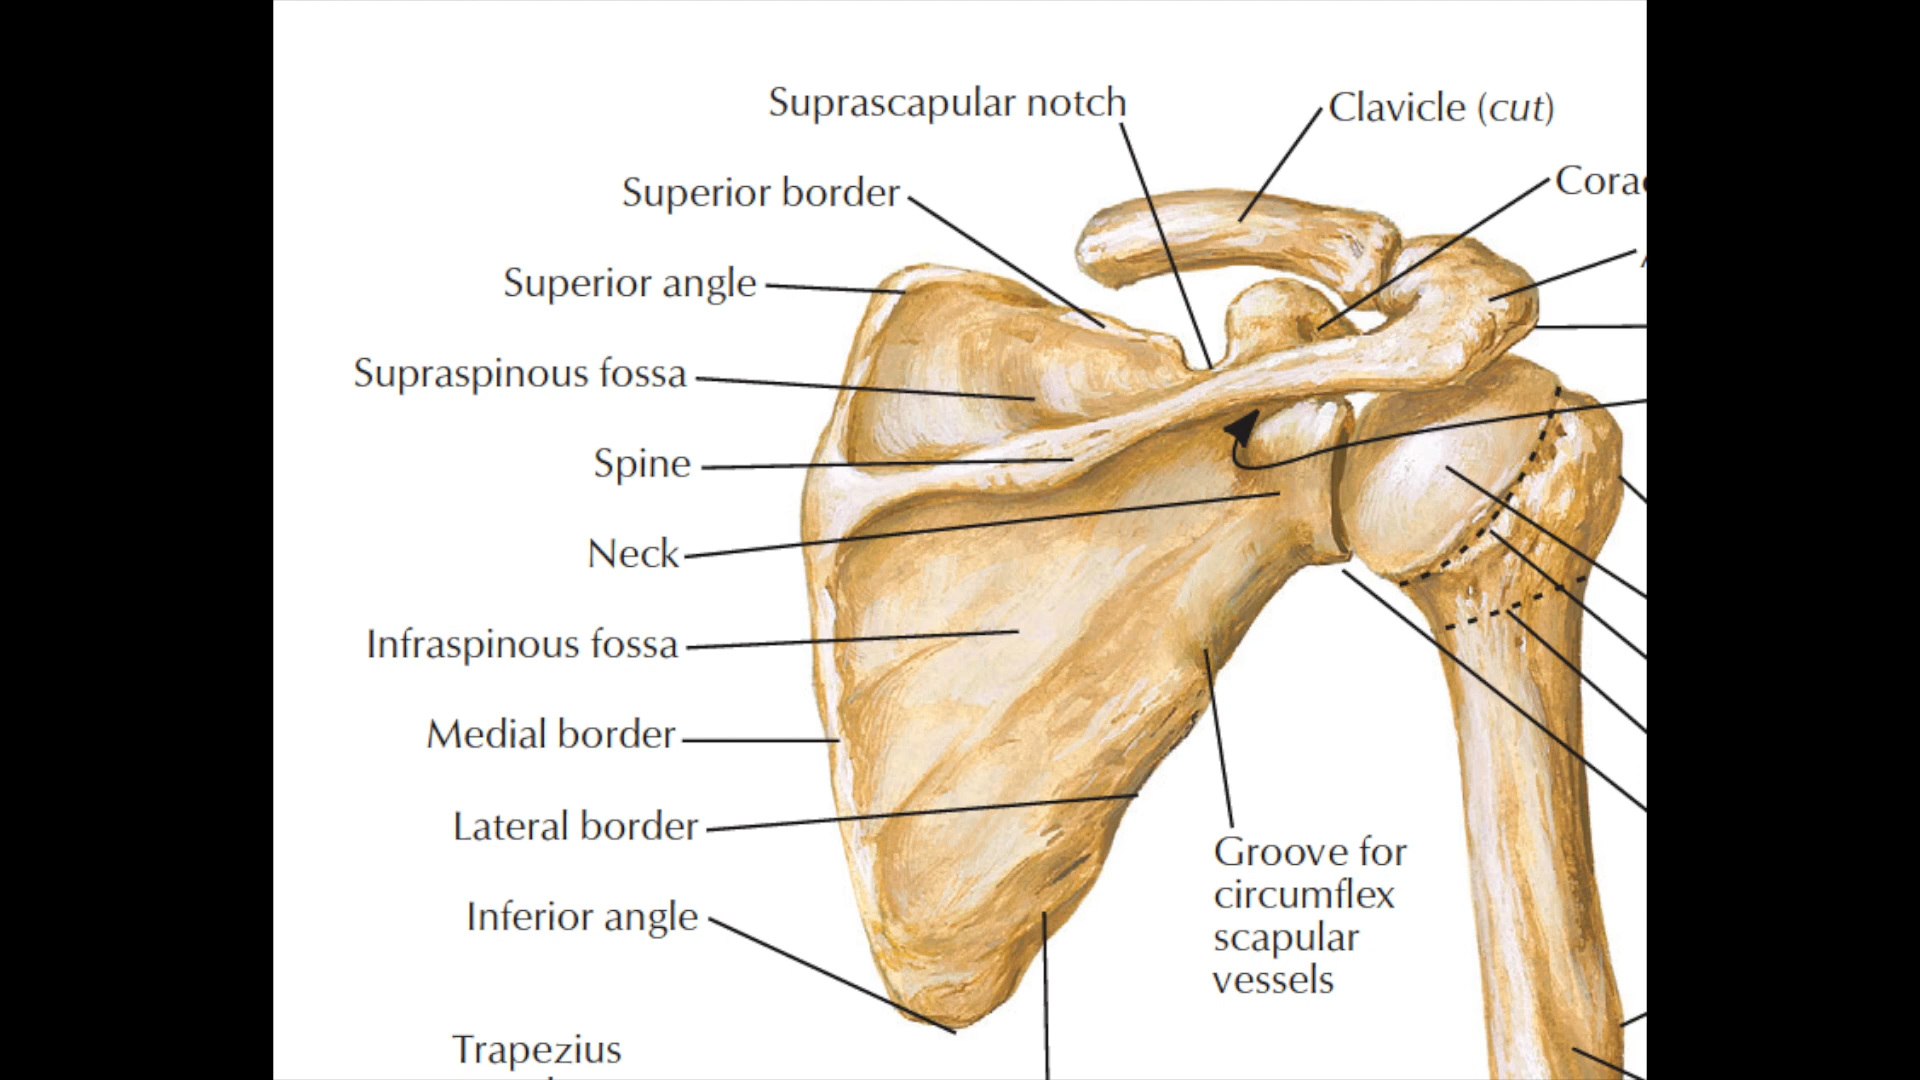 Suprascapular notch
Clavicle (cut)
Superior border
Superior angle
Supraspinous fossa
Spine
Neck
Infraspinous fossa
Medial border
Lateral border
Inferior angle
Groove for
circumflex
scapular
vessels
Trapezius